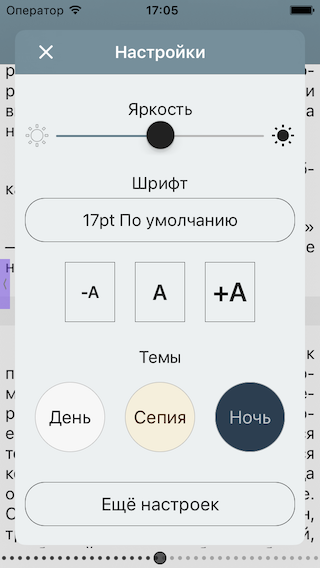 Оператор 17:05
Настройки
Яркость
Шрифт
17pt По умолчанию
-A A +A
Темы
День Сепия Ночь
Ещё настроек